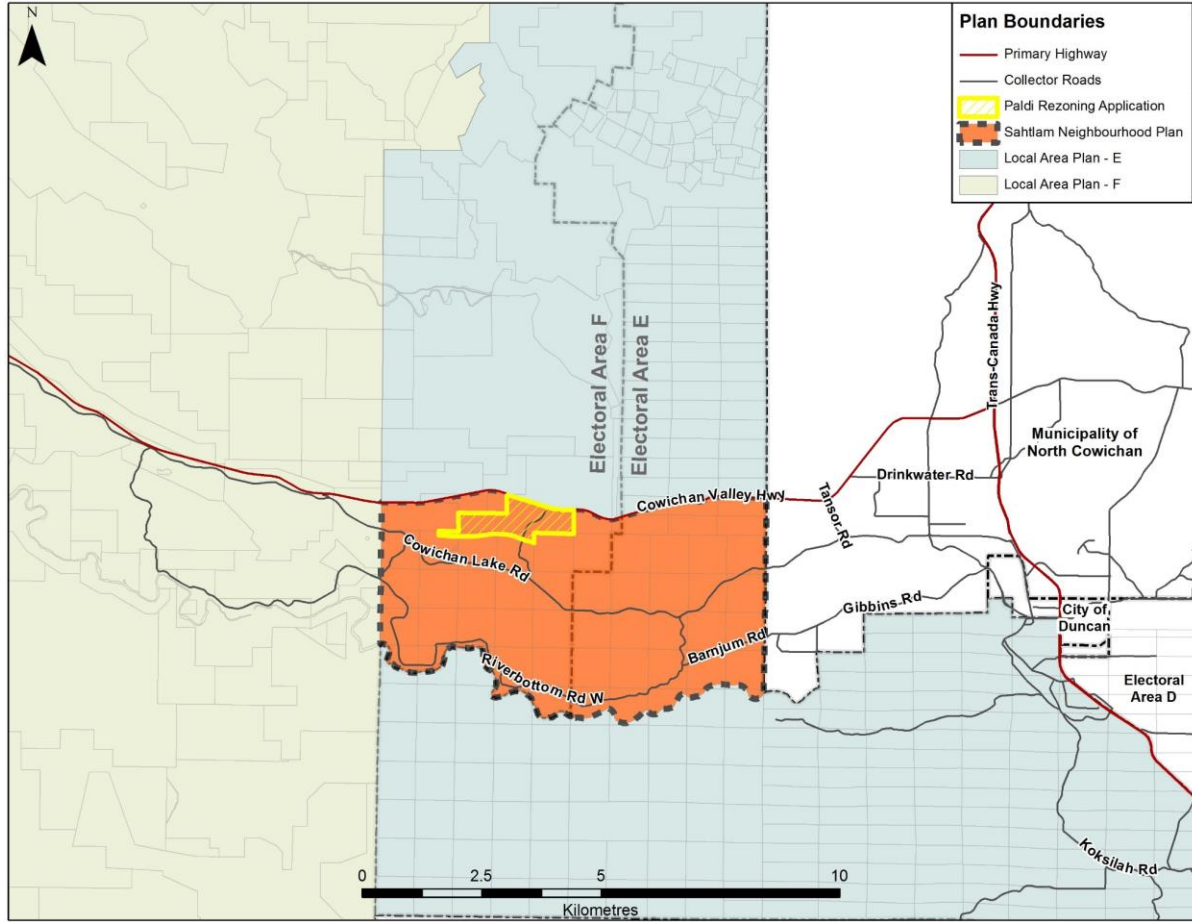 N
Plan Boundaries
Primary Highway
Collector Roads
Paldi Rezoning Application
Sahtlam Neighbourhood Plan
Local Area Plan - E
Local Area Plan - F
Electoral Area F
Electoral Area E
Trans-Canada Hwy
Municipality of
North Cowichan
Drinkwater Rd
Tansor Rd
Cowichan Valley Hwy
Cowichan Lake Rd
Gibbins Rd
City of
Duncan
Barnjum Rd
Riverbottom Rd W
Electoral
Area D
Koksilah Rd
0 2.5 5 10
Kilometres